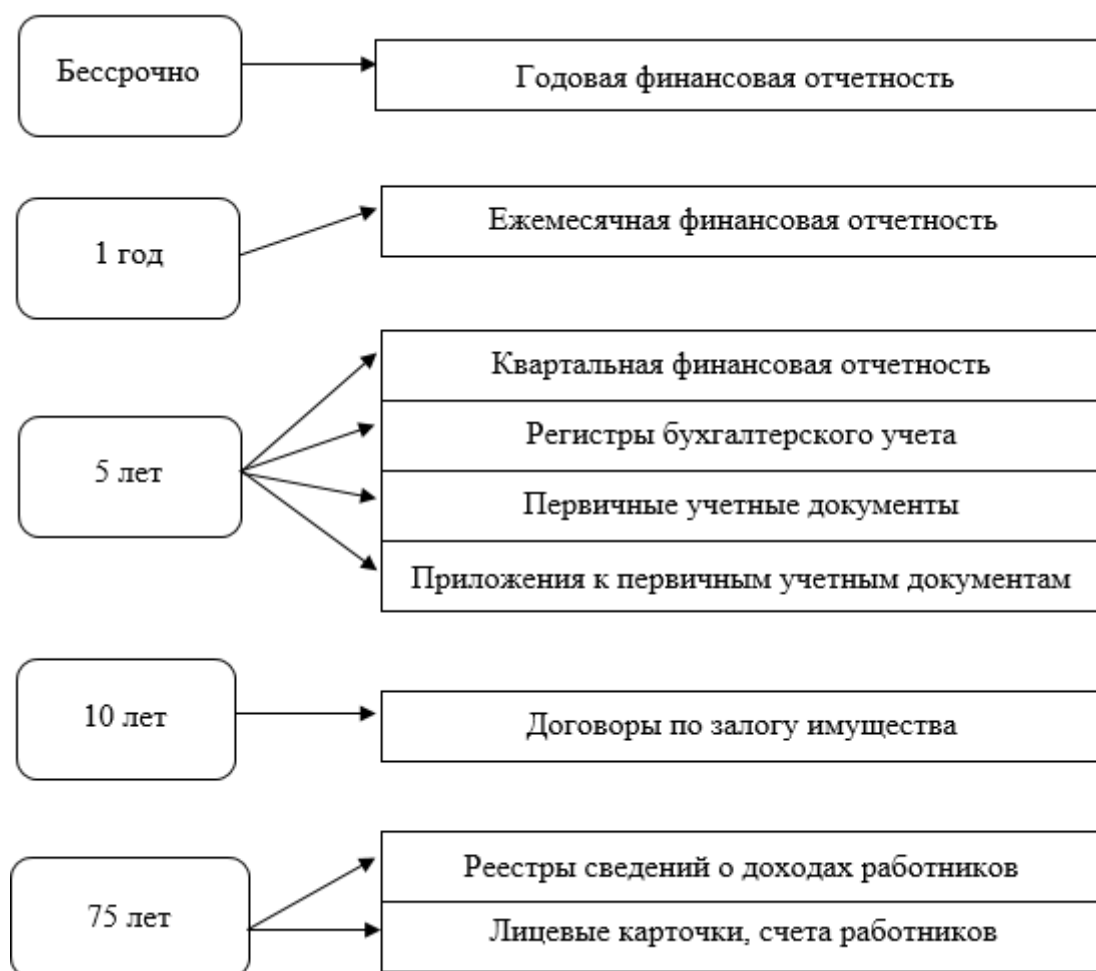 Бессрочно
Годовая финансовая отчетность
1 год
Ежемесячная финансовая отчетность
5 лет
Квартальная финансовая отчетность
Регистры бухгалтерского учета
Первичные учетные документы
Приложения к первичным учетным документам
10 лет
Договоры по залогу имущества
75 лет
Реестры сведений о доходах работников
Лицевые карточки, счета работников